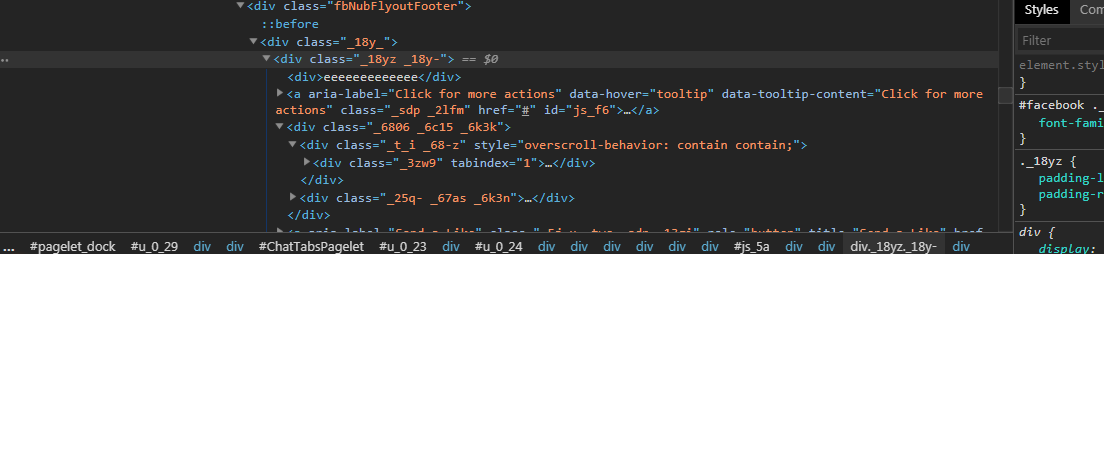 <div class="fbNubFlyoutFooter">
::before
<div class="_18y_">
<div class="_18yz _18y-"> == $0
<div>eeeeeeeeeeeee</div>
<a aria-label="Click for more actions" data-hover="tooltip" data-tooltip-content="Click for more
actions" class="_sdp _2lfm" href="#" id="js_f6">…</a>
<div class="_6806 _6c15 _6k3k">
<div class="_t_i _68-z" style="overscroll-behavior: contain contain;">
<div class="_3zw9" tabindex="1">…</div>
</div>
<div class="_25q- _67as _6k3n">…</div>
</div>
... #pagelet_dock #u_0_29 div div #ChatTabsPagelet #u_0_23 div #u_0_24 div div div div div div #js_5a div div div._18yz._18y- div
Styles Com
Filter
element.sty
}
#facebook ._
font-fami
}
._18yz {
padding-l
padding-r
}
div {
display: